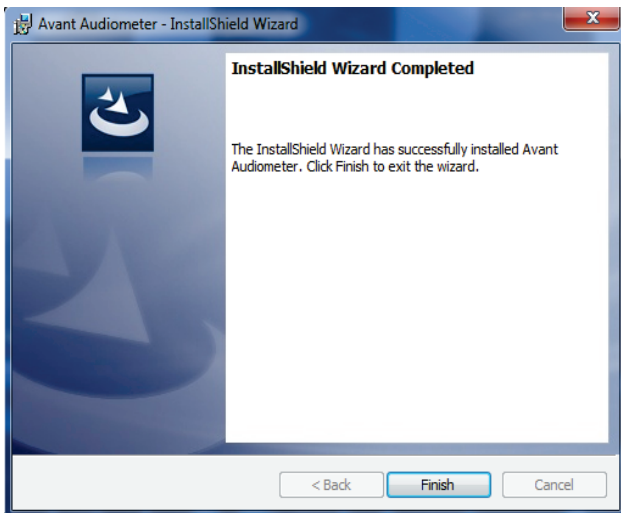 Avant Audiometer - InstallShield Wizard
x
InstallShield Wizard Completed
The InstallShield Wizard has successfully installed Avant
Audiometer. Click Finish to exit the wizard.
< Back
Finish
Cancel